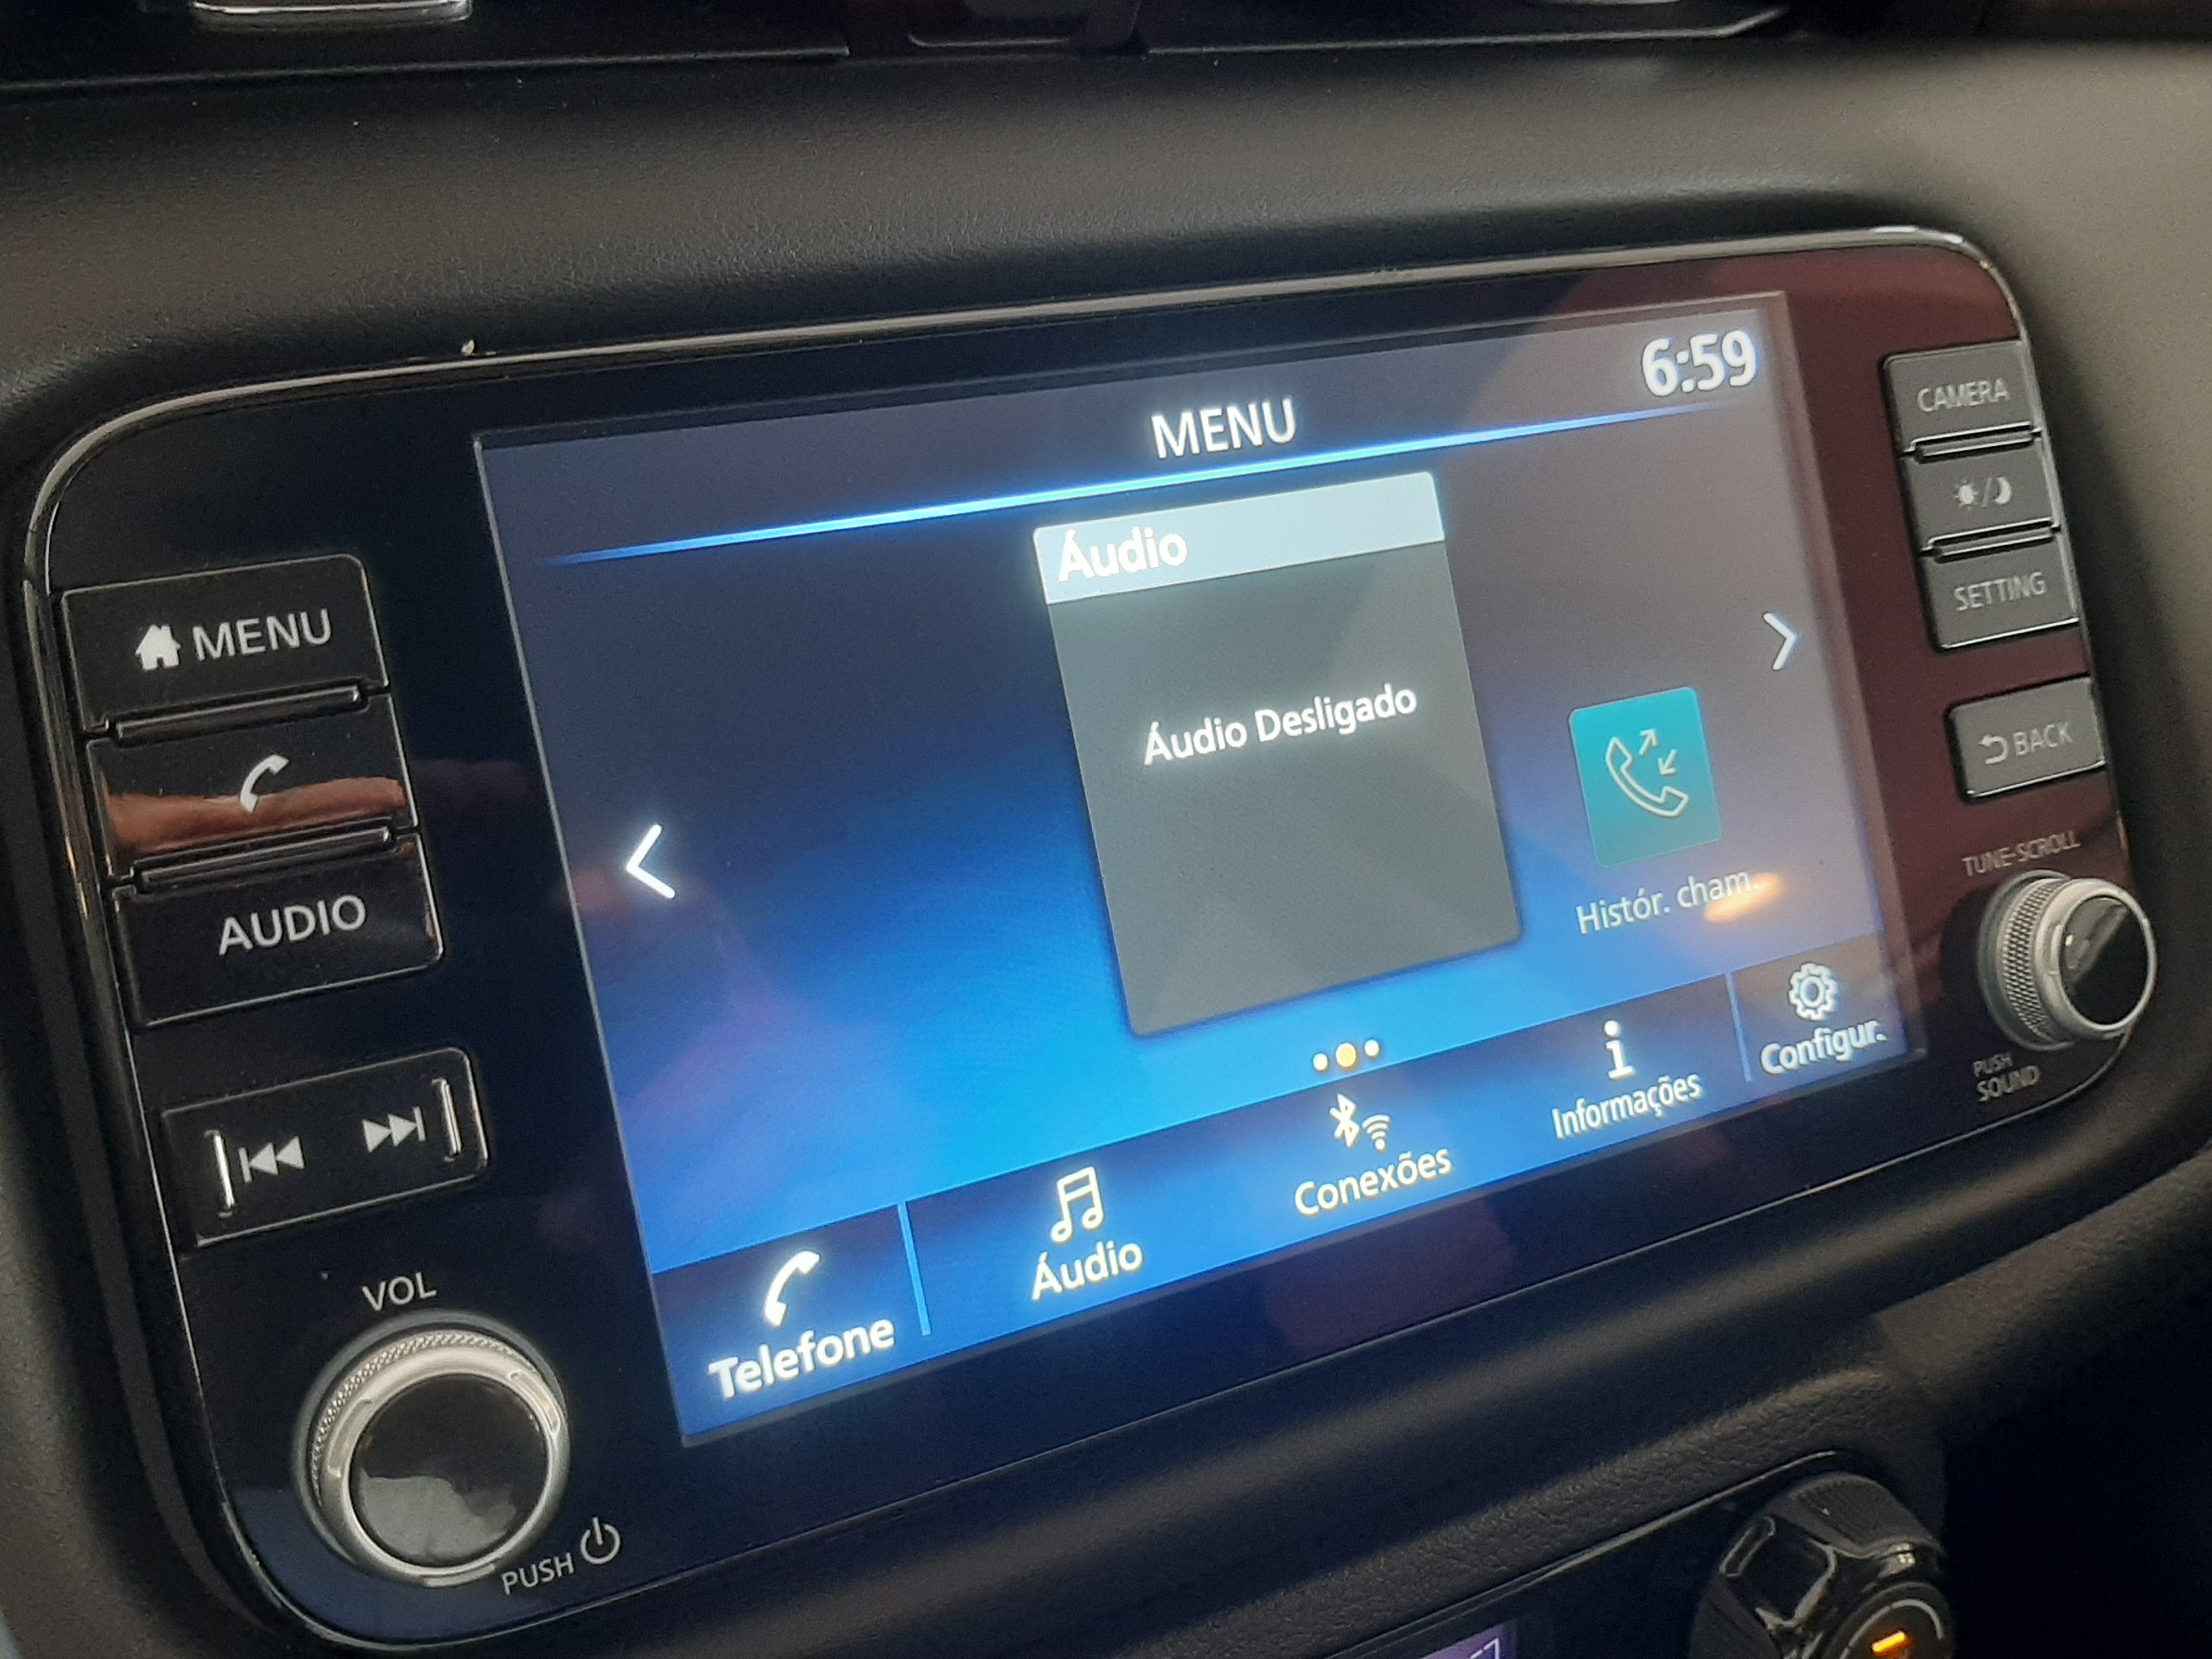 6:59
MENU
Áudio
Áudio Desligado
Histór. cham.
Telefone
Áudio
Conexões
Informações
Configur.
MENU
AUDIO
VOL
PUSH
CAMERA
SETTING
BACK
TUNE·SCROLL
PUSH
SOUND